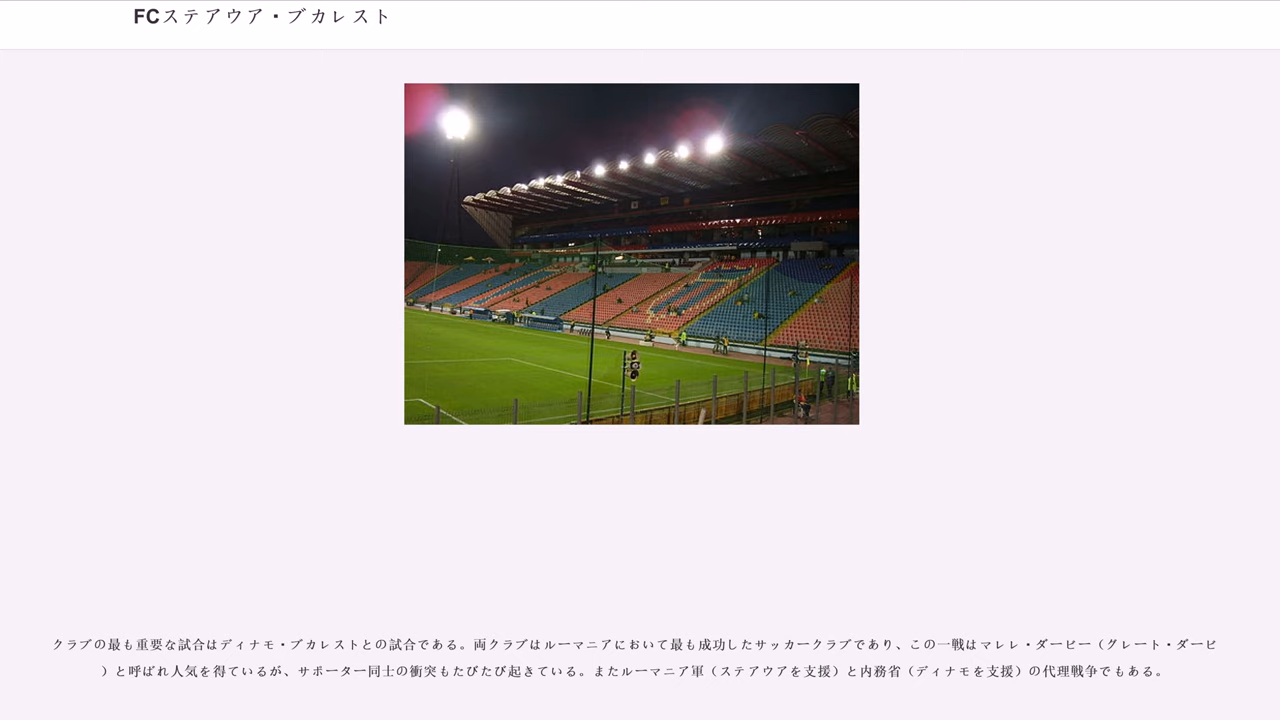 FCステアウア・ブカレスト
クラブの最も重要な試合はディナモ・ブカレストとの試合である。両クラブはルーマニアにおいて最も成功したサッカークラブであり、この一戦はマレレ・ダービー（グレート・ダービ
）と呼ばれ人気を得ているが、サポーター同士の衝突もたびたび起きている。またルーマニア軍（ステアウアを支援）と内務省（ディナモを支援）の代理戦争でもある。